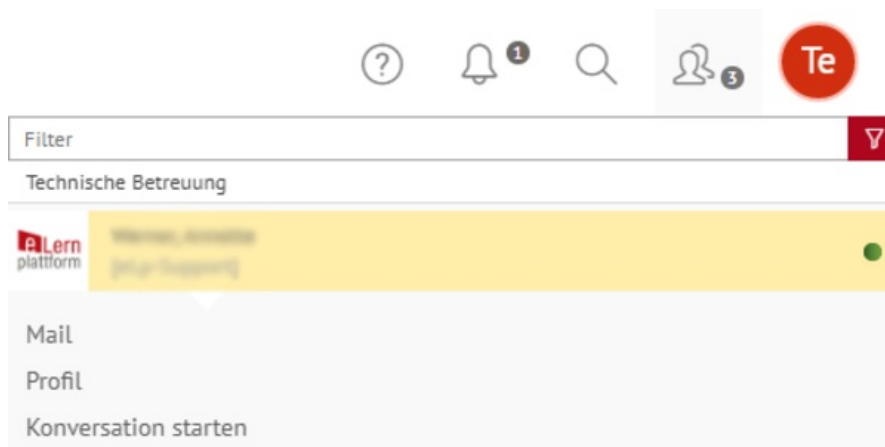 ? 1 3 Te
Filter
Technische Betreuung
eLern
plattform
Mail
Profil
Konversation starten